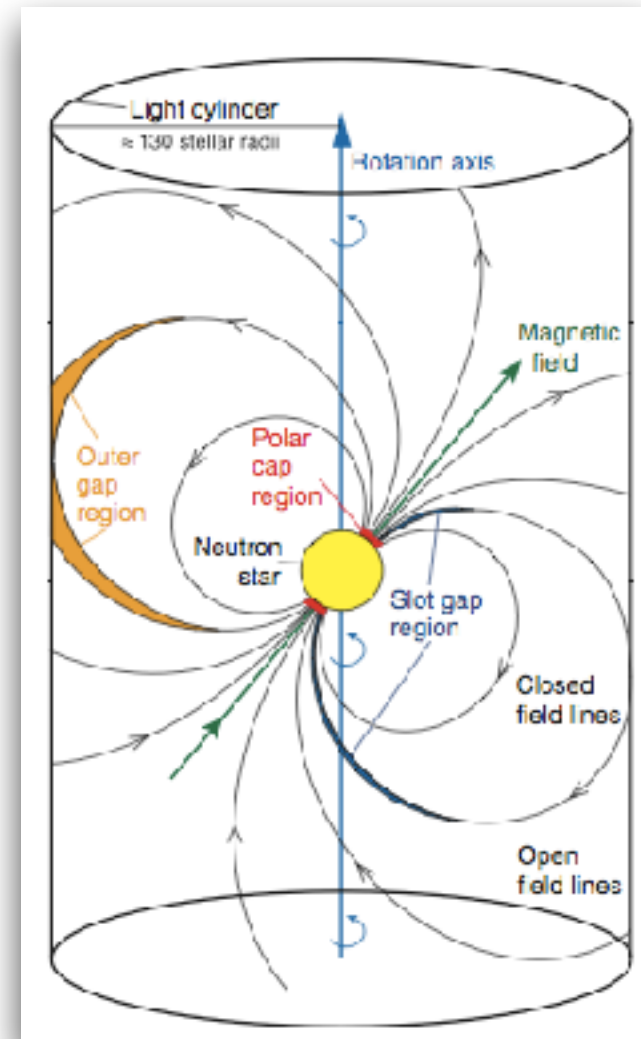 Light cylinder
≈ 130 stellar radii
Rotation axis
Magnetic
field
Polar
cap
region
Outer
gap
region
Neutron
star
Slot gap
region
Closed
field lines
Open
field lines